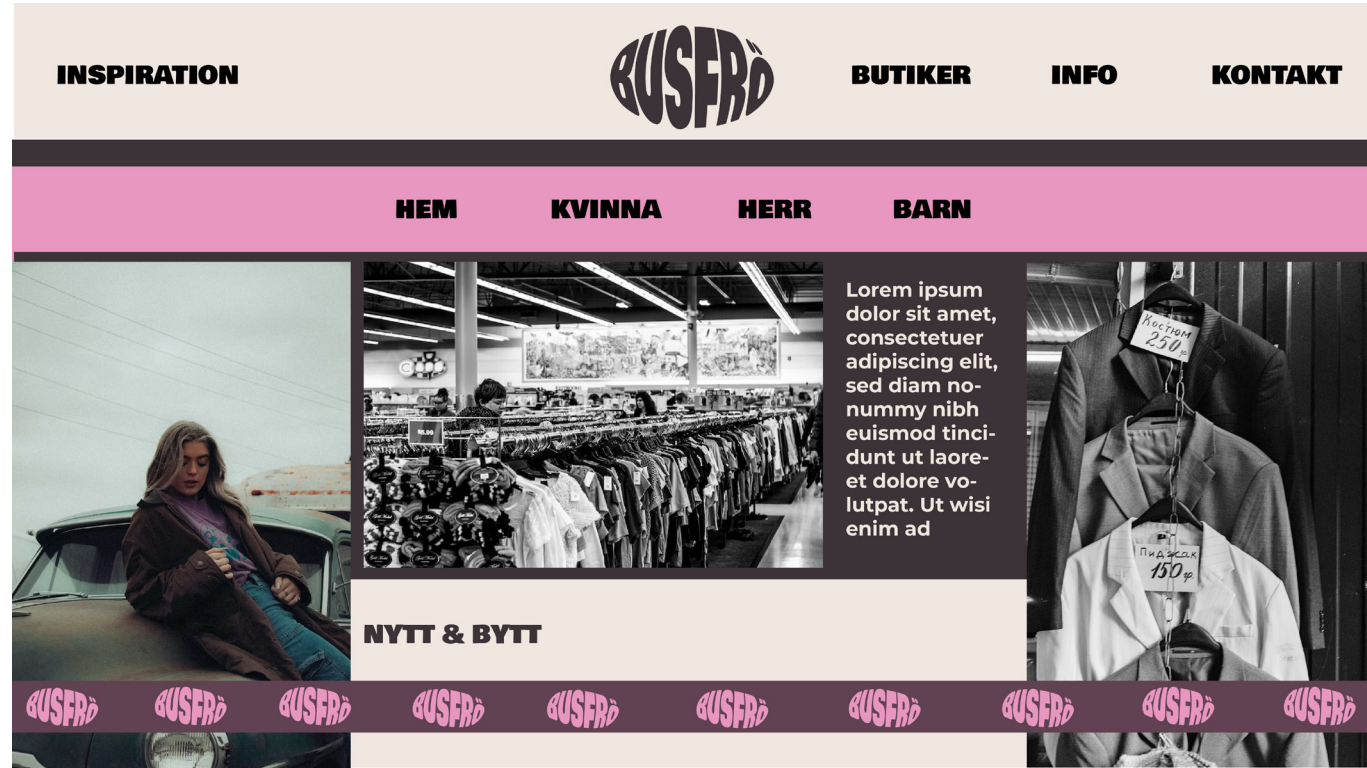 INSPIRATION
BUSFRÖ
BUTIKER
INFO
KONTAKT
HEM
KVINNA
HERR
BARN
Lorem ipsum
dolor sit amet,
consectetuer
adipiscing elit,
sed diam no-
nummy nibh
euismod tinci-
dunt ut laore-
et dolore vo-
lutpat. Ut wisi
enim ad
Костюм
250 гр.
Пиджак
150 гр.
NYTT & BYTT
BUSFRÖ BUSFRÖ BUSFRÖ BUSFRÖ BUSFRÖ BUSFRÖ BUSFRÖ BUSFRÖ BUSFRÖ BUSFRÖ